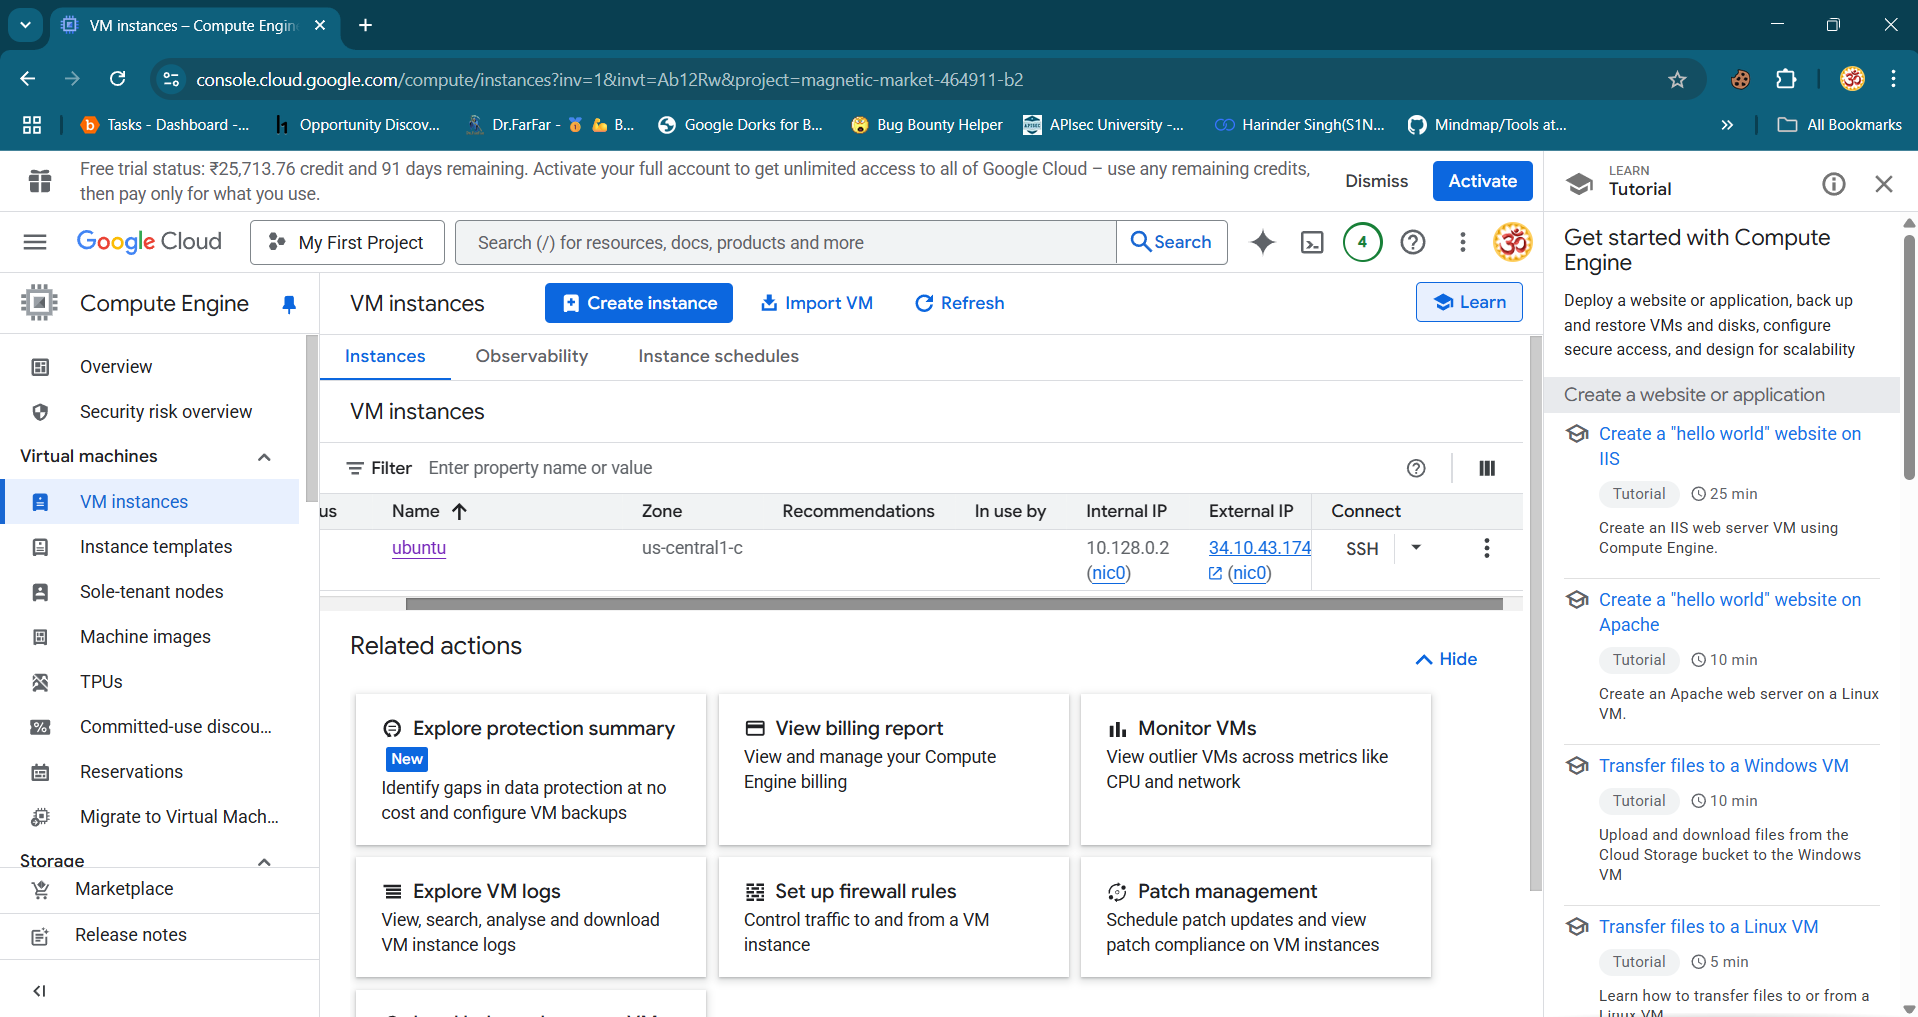 VM instances – Compute Engin
console.cloud.google.com/compute/instances?inv=1&invt=Ab12Rw&project=magnetic-market-464911-b2
Tasks - Dashboard -...
Opportunity Discov...
Dr.FarFar - 🥇 💪 B...
Google Dorks for B...
Bug Bounty Helper
APIsec University -...
Harinder Singh(S1N...
Mindmap/Tools at...
All Bookmarks
Free trial status: ₹25,713.76 credit and 91 days remaining. Activate your full account to get unlimited access to all of Google Cloud – use any remaining credits,
then pay only for what you use.
Dismiss
Activate
LEARN
Tutorial
Google Cloud
My First Project
Search (/) for resources, docs, products and more
Search
4
Compute Engine
VM instances
Create instance
Import VM
Refresh
Learn
Overview
Security risk overview
Virtual machines
VM instances
Instance templates
Sole-tenant nodes
Machine images
TPUs
Committed-use discou...
Reservations
Migrate to Virtual Mach...
Storage
Marketplace
Release notes
Instances
Observability
Instance schedules
VM instances
Filter
Enter property name or value
us
Name
Zone
Recommendations
In use by
Internal IP
External IP
Connect
ubuntu
us-central1-c
10.128.0.2
(nic0)
34.10.43.174
(nic0)
SSH
Related actions
Hide
Explore protection summary
New
Identify gaps in data protection at no
cost and configure VM backups
View billing report
View and manage your Compute
Engine billing
Monitor VMs
View outlier VMs across metrics like
CPU and network
Explore VM logs
View, search, analyse and download
VM instance logs
Set up firewall rules
Control traffic to and from a VM
instance
Patch management
Schedule patch updates and view
patch compliance on VM instances
Get started with Compute
Engine
Deploy a website or application, back up
and restore VMs and disks, configure
secure access, and design for scalability
Create a website or application
Create a "hello world" website on
IIS
Tutorial
25 min
Create an IIS web server VM using
Compute Engine.
Create a "hello world" website on
Apache
Tutorial
10 min
Create an Apache web server on a Linux
VM.
Transfer files to a Windows VM
Tutorial
10 min
Upload and download files from the
Cloud Storage bucket to the Windows
VM
Transfer files to a Linux VM
Tutorial
5 min
Learn how to transfer files to or from a
Linux VM